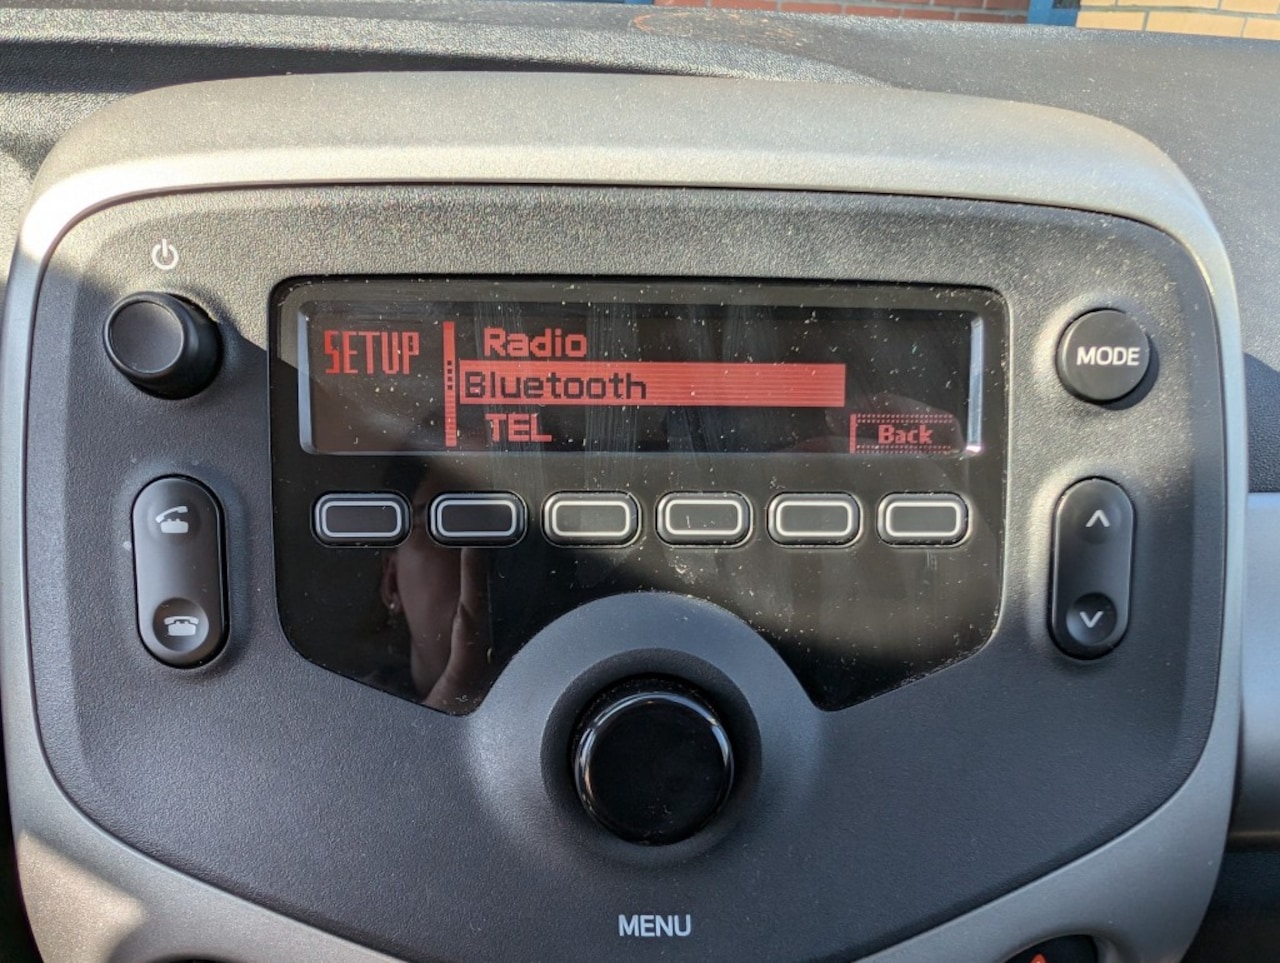 SETUP
Radio
Bluetooth
TEL
Back
MODE
MENU